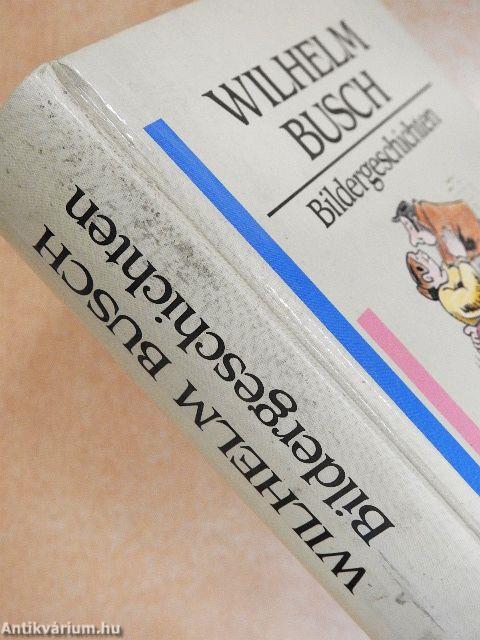 WILHELM
BUSCH
Bildergeschichten
WILHELM BUSCH
Bildergeschichten
Antikvárium.hu